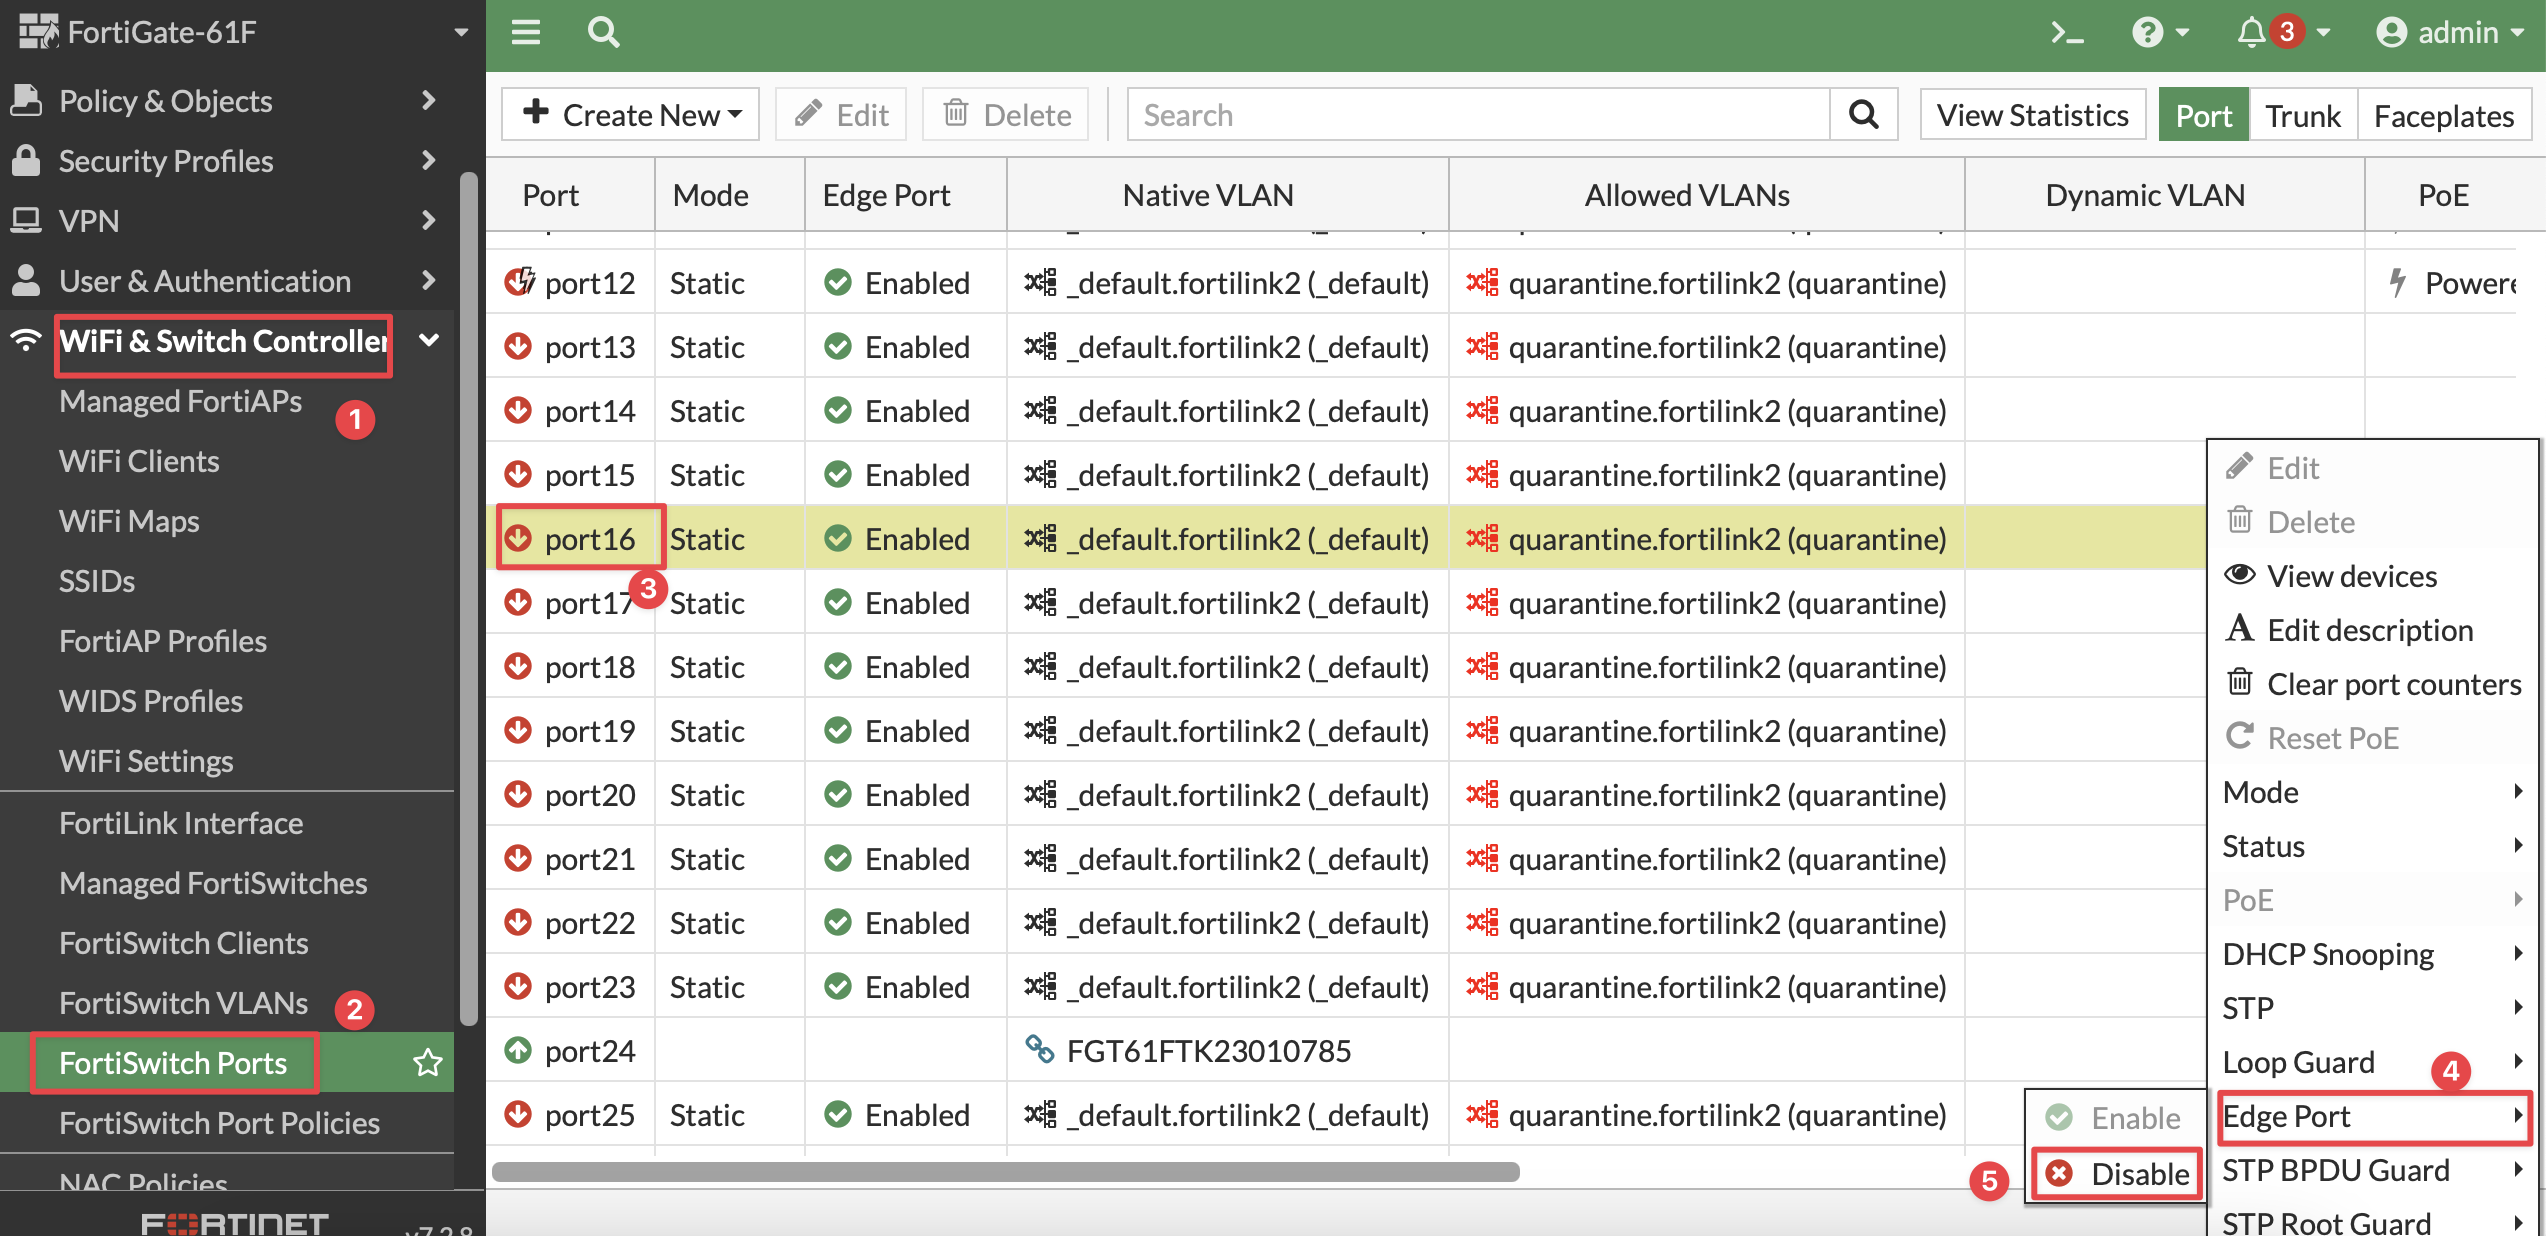 FortiGate-61F
Policy & Objects
Security Profiles
VPN
User & Authentication
WiFi & Switch Controller
Managed FortiAPs
1
WiFi Clients
WiFi Maps
SSIDs
FortiAP Profiles
WIDS Profiles
WiFi Settings
FortiLink Interface
Managed FortiSwitches
FortiSwitch Clients
FortiSwitch VLANs
2
FortiSwitch Ports
FortiSwitch Port Policies
NAC Policies
FORTINET
v7.2.8
3 admin
Create New Edit Delete Search View Statistics Port Trunk Faceplates
Port Mode Edge Port Native VLAN Allowed VLANs Dynamic VLAN PoE
port12 Static Enabled _default.fortilink2 (_default) quarantine.fortilink2 (quarantine) Powere
port13 Static Enabled _default.fortilink2 (_default) quarantine.fortilink2 (quarantine)
port14 Static Enabled _default.fortilink2 (_default) quarantine.fortilink2 (quarantine)
port15 Static Enabled _default.fortilink2 (_default) quarantine.fortilink2 (quarantine)
port16 Static Enabled _default.fortilink2 (_default) quarantine.fortilink2 (quarantine)
3
port17 Static Enabled _default.fortilink2 (_default) quarantine.fortilink2 (quarantine)
port18 Static Enabled _default.fortilink2 (_default) quarantine.fortilink2 (quarantine)
port19 Static Enabled _default.fortilink2 (_default) quarantine.fortilink2 (quarantine)
port20 Static Enabled _default.fortilink2 (_default) quarantine.fortilink2 (quarantine)
port21 Static Enabled _default.fortilink2 (_default) quarantine.fortilink2 (quarantine)
port22 Static Enabled _default.fortilink2 (_default) quarantine.fortilink2 (quarantine)
port23 Static Enabled _default.fortilink2 (_default) quarantine.fortilink2 (quarantine)
port24 FGT61FTK23010785
port25 Static Enabled _default.fortilink2 (_default) quarantine.fortilink2 (quarantine)
Edit
Delete
View devices
Edit description
Clear port counters
Reset PoE
Mode
Status
PoE
DHCP Snooping
STP
Loop Guard
4
Edge Port
STP BPDU Guard
STP Root Guard
Enable
5
Disable